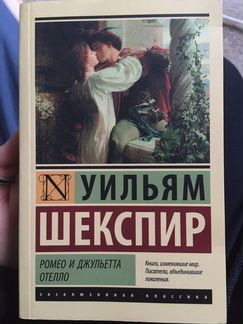 N УИЛЬЯМ
ШЕКСПИР
РОМЕО И ДЖУЛЬЕТТА
ОТЕЛЛО
Книги, изменившие мир.
Писатели, объединившие
поколения.
ЭКСКЛЮЗИВНАЯ КЛАССИКА